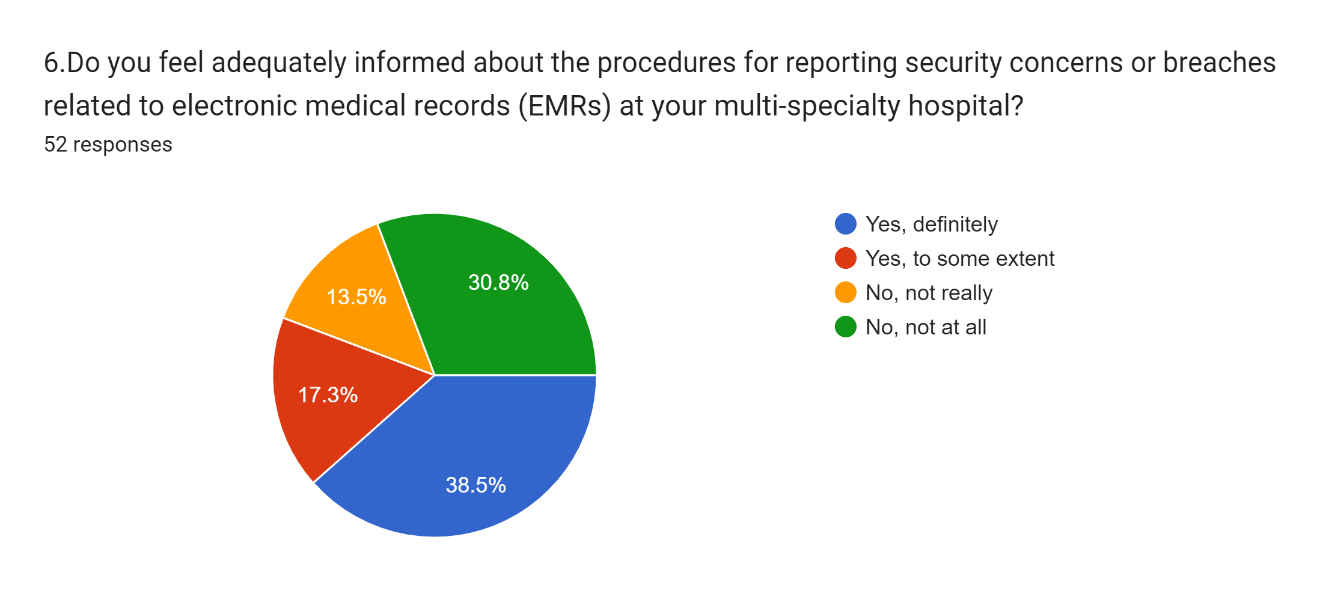 6.Do you feel adequately informed about the procedures for reporting security concerns or breaches
related to electronic medical records (EMRs) at your multi-specialty hospital?
52 responses
Yes, definitely
Yes, to some extent
No, not really
No, not at all
30.8%
13.5%
17.3%
38.5%